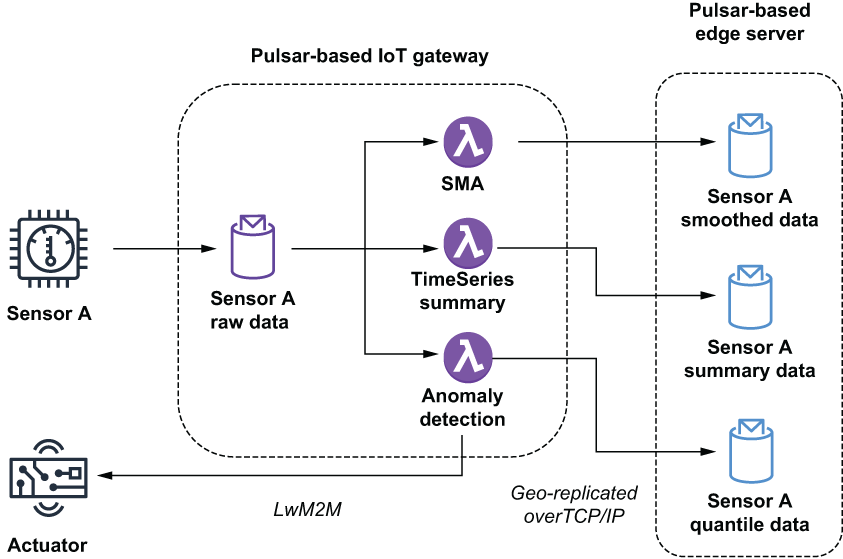 Pulsar-based
edge server
Pulsar-based IoT gateway
λ
SMA
Sensor A
smoothed data
Sensor A
λ
TimeSeries
summary
Sensor A
raw data
Sensor A
summary data
λ
Anomaly
detection
LwM2M
Geo-replicated
overTCP/IP
Actuator
Sensor A
quantile data